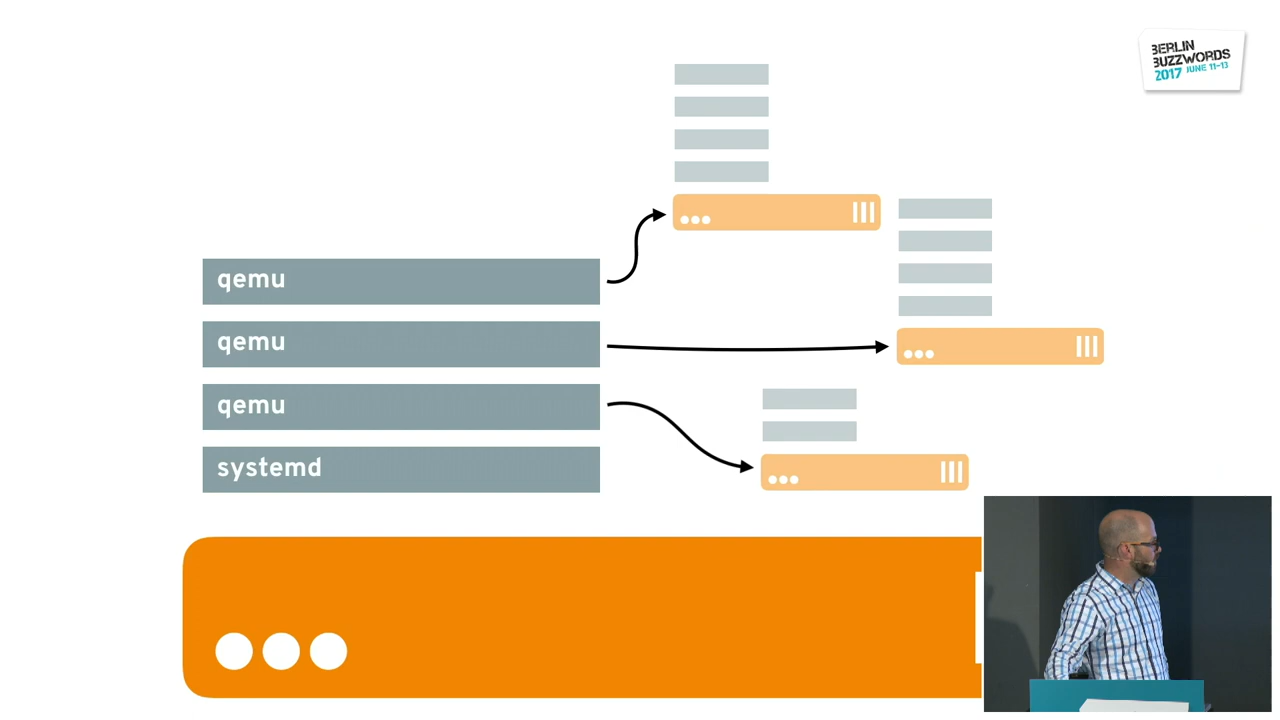 BERLIN
BUZZWORDS
2017 JUNE 11-13
qemu
qemu
qemu
systemd